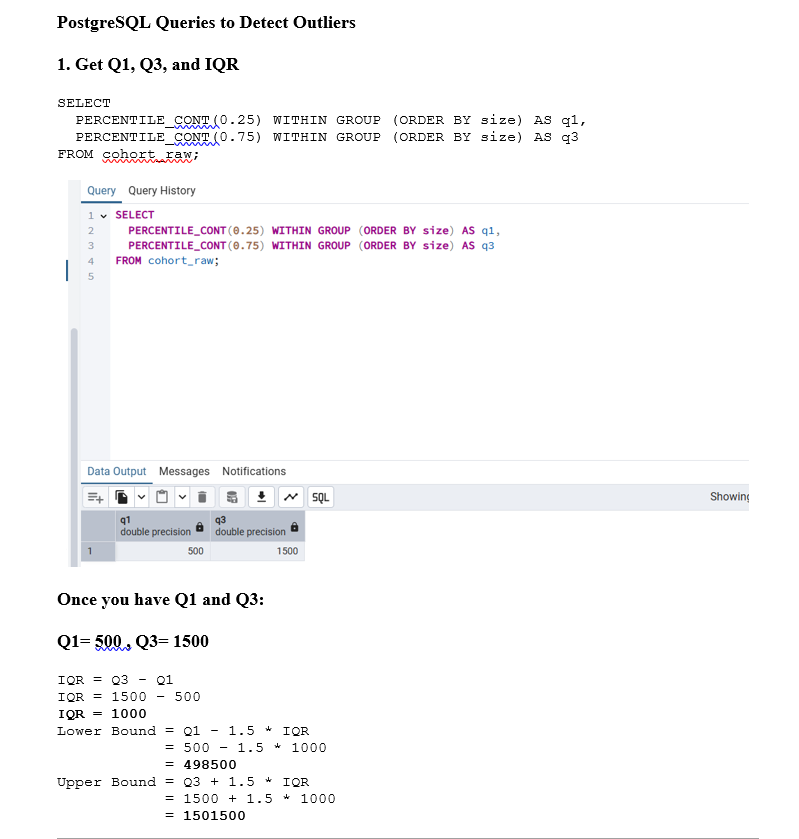 PostgreSQL Queries to Detect Outliers
1. Get Q1, Q3, and IQR
SELECT
PERCENTILE_CONT(0.25) WITHIN GROUP (ORDER BY size) AS q1,
PERCENTILE_CONT(0.75) WITHIN GROUP (ORDER BY size) AS q3
FROM cohort_raw;
Query Query History
1 SELECT
2 PERCENTILE_CONT(0.25) WITHIN GROUP (ORDER BY size) AS q1,
3 PERCENTILE_CONT(0.75) WITHIN GROUP (ORDER BY size) AS q3
4 FROM cohort_raw;
5
Data Output Messages Notifications
SQL Showing
q1 q3
double precision double precision
1 500 1500
Once you have Q1 and Q3:
Q1= 500 , Q3= 1500
IQR = Q3 - Q1
IQR = 1500 - 500
IQR = 1000
Lower Bound = Q1 - 1.5 * IQR
= 500 - 1.5 * 1000
= 498500
Upper Bound = Q3 + 1.5 * IQR
= 1500 + 1.5 * 1000
= 1501500